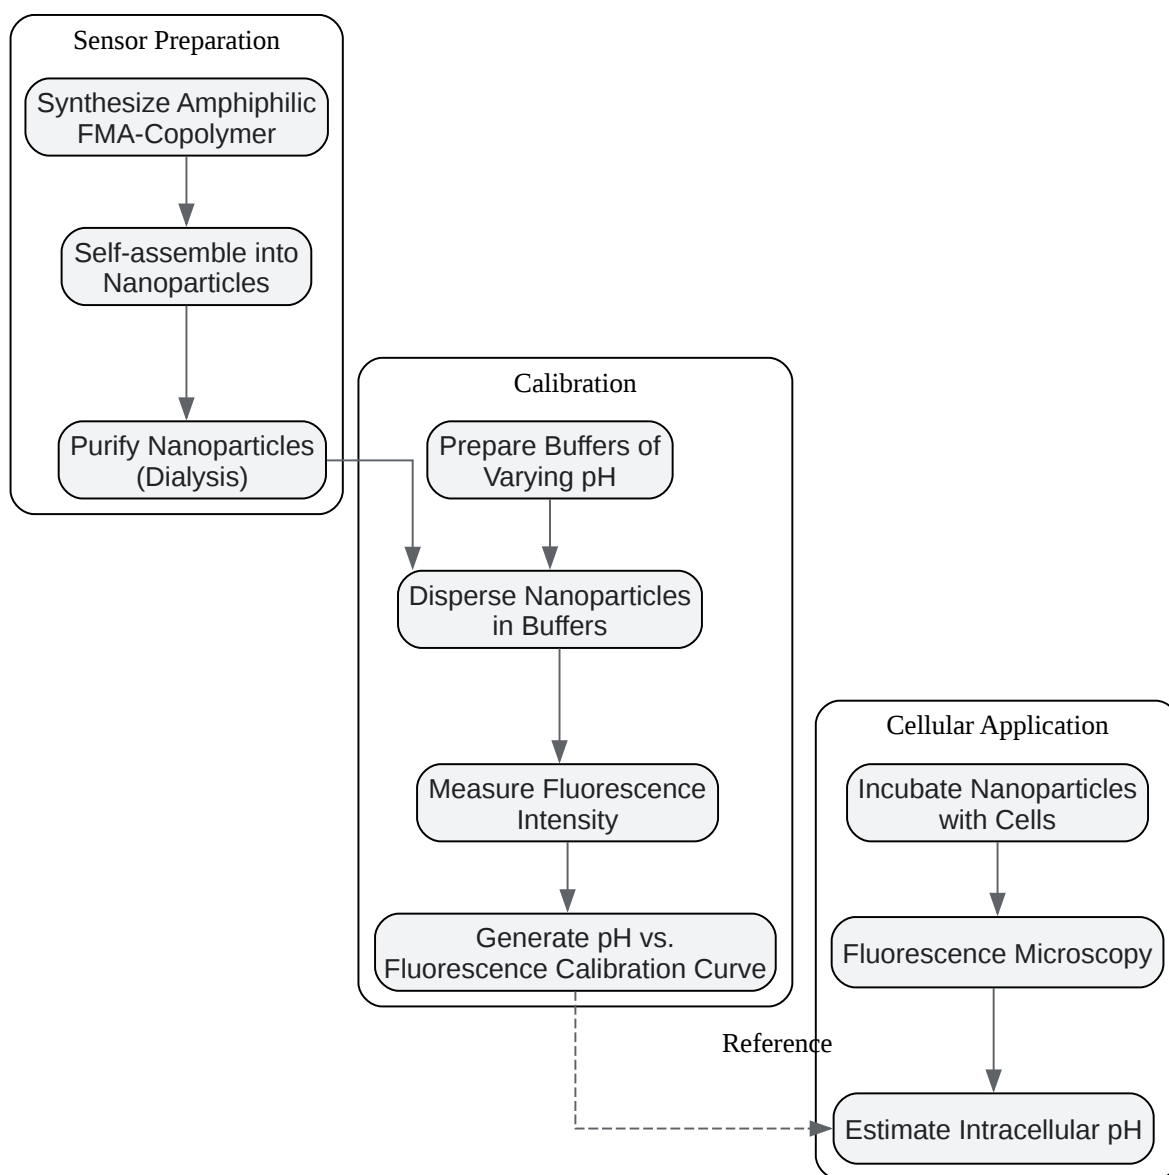 Sensor Preparation
Synthesize Amphiphilic
FMA-Copolymer
Self-assemble into
Nanoparticles
Purify Nanoparticles
(Dialysis)
Calibration
Prepare Buffers of
Varying pH
Disperse Nanoparticles
in Buffers
Measure Fluorescence
Intensity
Generate pH vs.
Fluorescence Calibration Curve
Reference
Cellular Application
Incubate Nanoparticles
with Cells
Fluorescence Microscopy
Estimate Intracellular pH